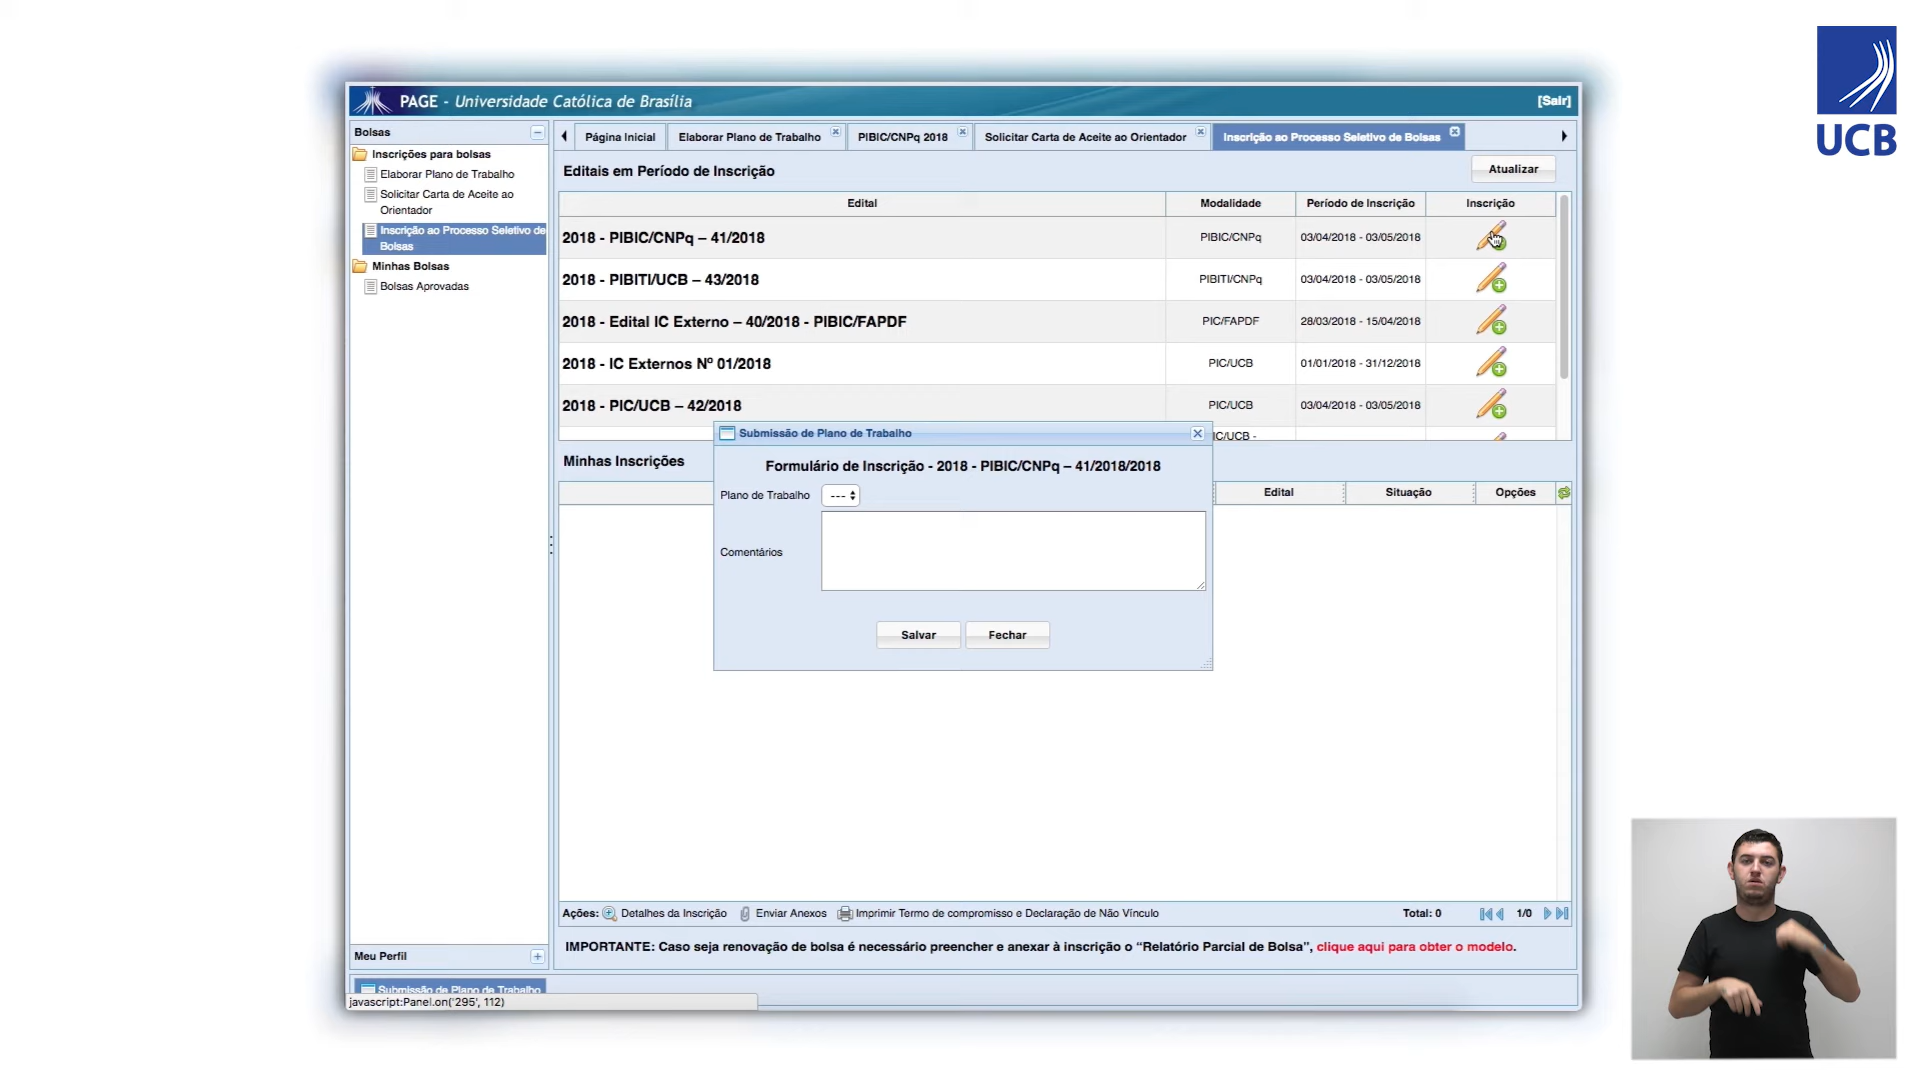 UCB
PAGE - Universidade Católica de Brasília
[Sair]
Bolsas
Inscrições para bolsas
Elaborar Plano de Trabalho
Solicitar Carta de Aceite ao
Orientador
Inscrição ao Processo Seletivo de
Bolsas
Minhas Bolsas
Bolsas Aprovadas
Página Inicial
Elaborar Plano de Trabalho
PIBIC/CNPq 2018
Solicitar Carta de Aceite ao Orientador
Inscrição ao Processo Seletivo de Bolsas
Editais em Período de Inscrição
Atualizar
Edital Modalidade Período de Inscrição Inscrição
2018 - PIBIC/CNPq – 41/2018 PIBIC/CNPq 03/04/2018 - 03/05/2018
2018 - PIBITI/UCB – 43/2018 PIBITI/CNPq 03/04/2018 - 03/05/2018
2018 - Edital IC Externo – 40/2018 - PIBIC/FAPDF PIC/FAPDF 28/03/2018 - 15/04/2018
2018 - IC Externos Nº 01/2018 PIC/UCB 01/01/2018 - 31/12/2018
2018 - PIC/UCB – 42/2018 PIC/UCB 03/04/2018 - 03/05/2018
IC/UCB -
Submissão de Plano de Trabalho
Formulário de Inscrição - 2018 - PIBIC/CNPq – 41/2018/2018
Plano de Trabalho ---
Comentários
Salvar Fechar
Minhas Inscrições
Edital Situação Opções
Ações: Detalhes da Inscrição Enviar Anexos Imprimir Termo de compromisso e Declaração de Não Vínculo Total: 0 1/0
IMPORTANTE: Caso seja renovação de bolsa é necessário preencher e anexar à inscrição o “Relatório Parcial de Bolsa”, clique aqui para obter o modelo.
Meu Perfil
Submissão de Plano de Trabalho
javascript:Panel.on('295', 112)